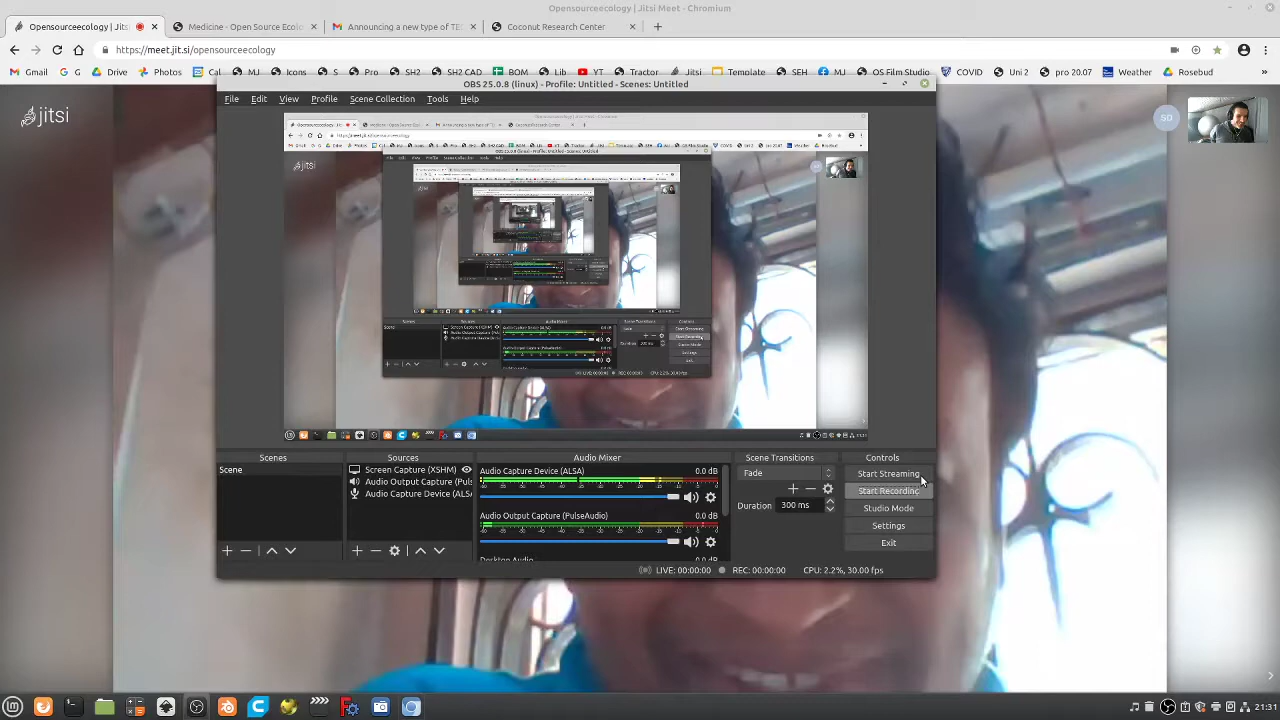 Opensourceecology | Jitsi Meet - Chromium
Opensourceecology | Jits
Medicine - Open Source Ecolo
Announcing a new type of TEC
Coconut Research Center
https://meet.jit.si/opensourceecology
Gmail G Drive Photos MJ Icons S Pro SH2 CAD BOM Lib YT Tractor Jitsi Template SEH OS Film Studio COVID Uni 2 pro 20.07 Weather Rosebud
OBS 25.0.8 (linux) - Profile: Untitled - Scenes: Untitled
File Edit View Profile Scene Collection Tools Help
jitsi
SD
Scenes
Sources
Audio Mixer
Scene Transitions
Controls
Scene
Screen Capture (XSHM)
Audio Output Capture (Pu
Audio Capture Device (ALSA
Audio Capture Device (ALSA) 0.0 dB
Audio Output Capture (PulseAudio) 0.0 dB
Desktop Audio
Fade
Duration 300 ms
Start Streaming
Start Recording
Studio Mode
Settings
Exit
LIVE: 00:00:00 REC: 00:00:00 CPU: 2.2%, 30.00 fps
21:31